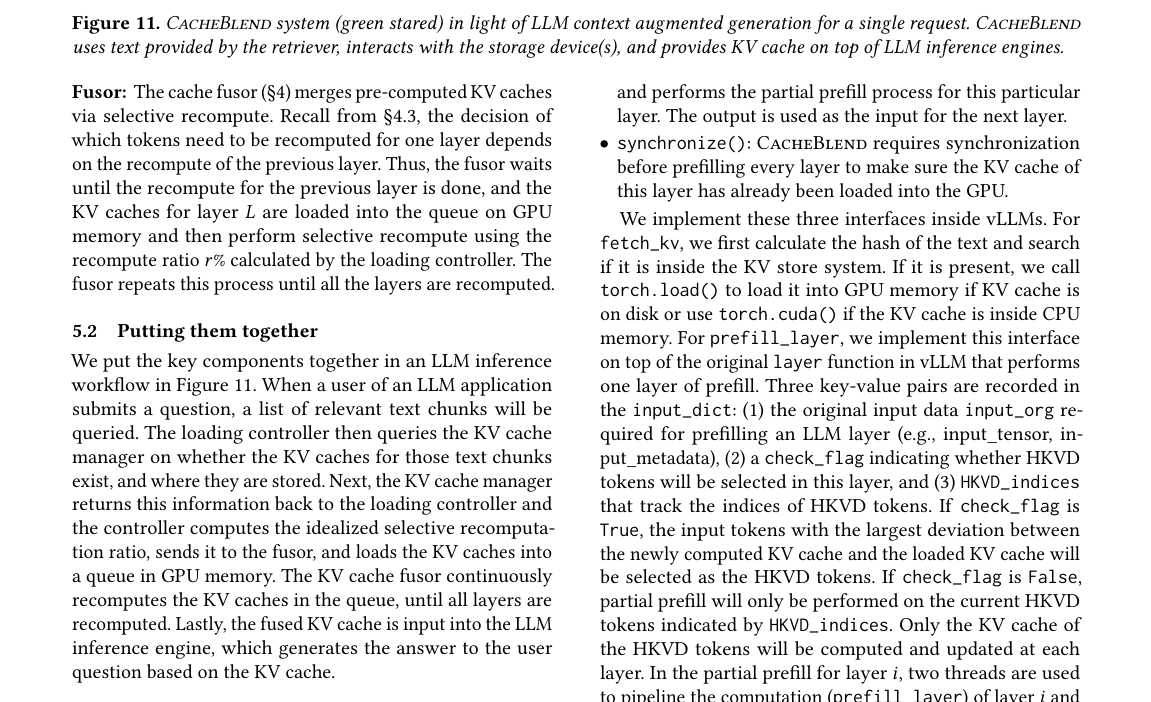 Figure 11. CacheBlend system (green stared) in light of LLM context augmented generation for a single request. CacheBlend
uses text provided by the retriever, interacts with the storage device(s), and provides KV cache on top of LLM inference engines.
Fusor: The cache fusor (§4) merges pre-computed KV caches
via selective recompute. Recall from §4.3, the decision of
which tokens need to be recomputed for one layer depends
on the recompute of the previous layer. Thus, the fusor waits
until the recompute for the previous layer is done, and the
KV caches for layer L are loaded into the queue on GPU
memory and then perform selective recompute using the
recompute ratio r% calculated by the loading controller. The
fusor repeats this process until all the layers are recomputed.
5.2 Putting them together
We put the key components together in an LLM inference
workflow in Figure 11. When a user of an LLM application
submits a question, a list of relevant text chunks will be
queried. The loading controller then queries the KV cache
manager on whether the KV caches for those text chunks
exist, and where they are stored. Next, the KV cache manager
returns this information back to the loading controller and
the controller computes the idealized selective recomputa-
tion ratio, sends it to the fusor, and loads the KV caches into
a queue in GPU memory. The KV cache fusor continuously
recomputes the KV caches in the queue, until all layers are
recomputed. Lastly, the fused KV cache is input into the LLM
inference engine, which generates the answer to the user
question based on the KV cache.
and performs the partial prefill process for this particular
layer. The output is used as the input for the next layer.
• synchronize(): CacheBlend requires synchronization
before prefilling every layer to make sure the KV cache of
this layer has already been loaded into the GPU.
We implement these three interfaces inside vLLMs. For
fetch_kv, we first calculate the hash of the text and search
if it is inside the KV store system. If it is present, we call
torch.load() to load it into GPU memory if KV cache is
on disk or use torch.cuda() if the KV cache is inside CPU
memory. For prefill_layer, we implement this interface
on top of the original layer function in vLLM that performs
one layer of prefill. Three key-value pairs are recorded in
the input_dict: (1) the original input data input_org re-
quired for prefilling an LLM layer (e.g., input_tensor, in-
put_metadata), (2) a check_flag indicating whether HKVD
tokens will be selected in this layer, and (3) HKVD_indices
that track the indices of HKVD tokens. If check_flag is
True, the input tokens with the largest deviation between
the newly computed KV cache and the loaded KV cache will
be selected as the HKVD tokens. If check_flag is False,
partial prefill will only be performed on the current HKVD
tokens indicated by HKVD_indices. Only the KV cache of
the HKVD tokens will be computed and updated at each
layer. In the partial prefill for layer i, two threads are used
to pipeline the computation (prefill_layer) of layer i and